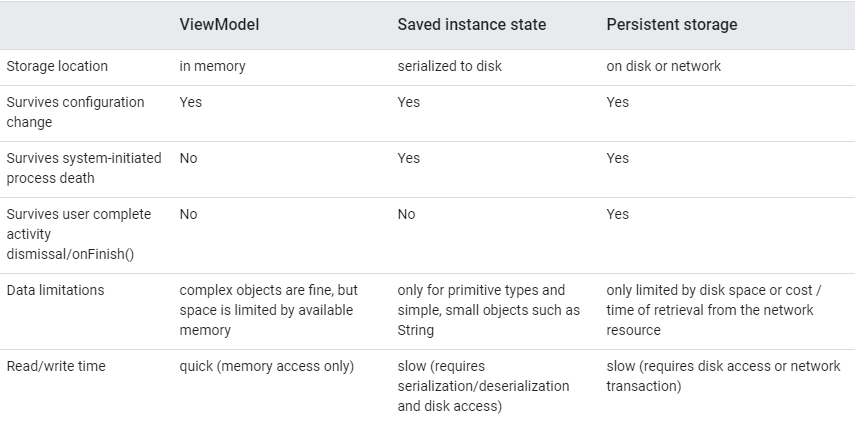 ViewModel Saved instance state Persistent storage
Storage location in memory serialized to disk on disk or network
Survives configuration Yes Yes Yes
change
Survives system-initiated No Yes Yes
process death
Survives user complete No No Yes
activity
dismissal/onFinish()
Data limitations complex objects are fine, but only for primitive types and only limited by disk space or cost /
space is limited by available simple, small objects such as time of retrieval from the network
memory String resource
Read/write time quick (memory access only) slow (requires slow (requires disk access or network
serialization/deserialization transaction)
and disk access)